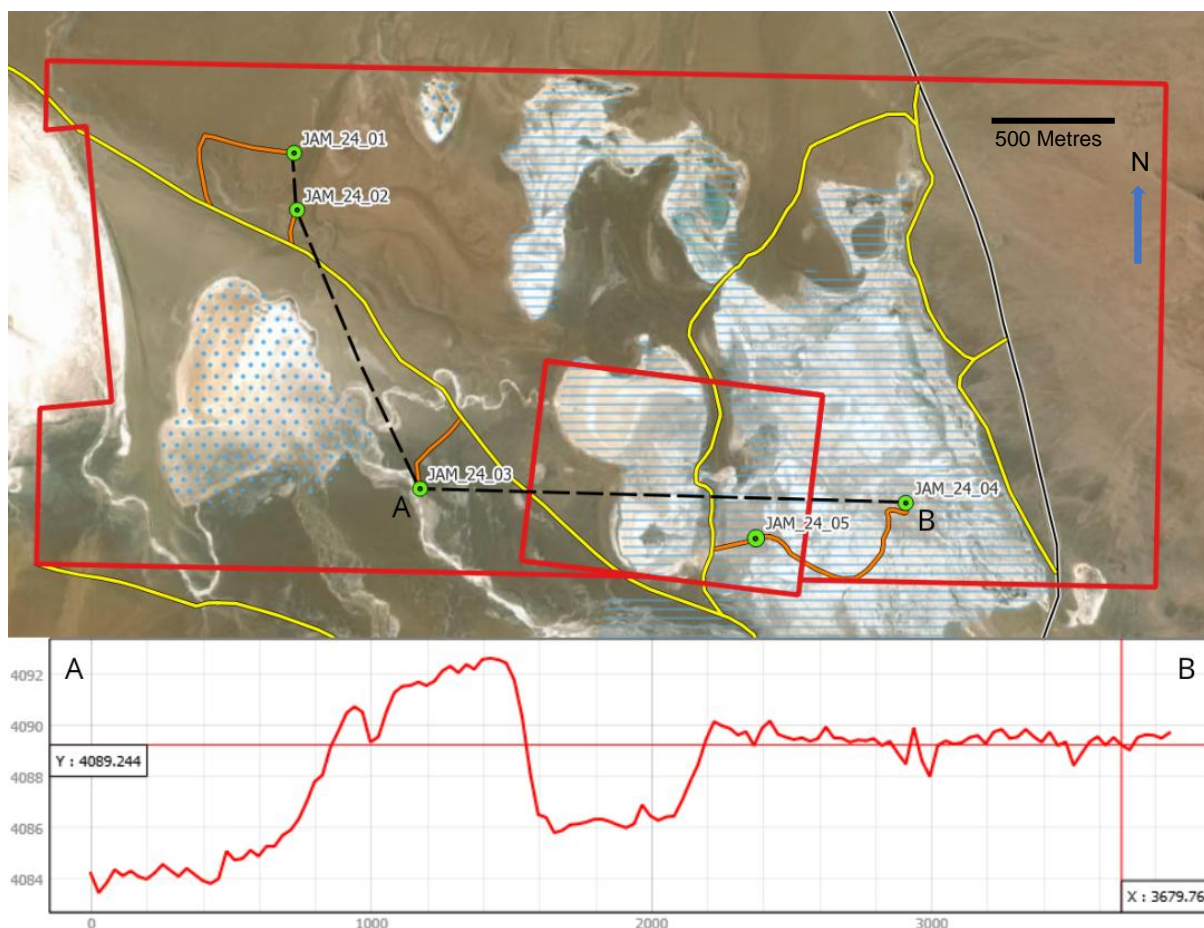 JAM_24_01
500 Metres
N
JAM_24_02
JAM_24_03
A
JAM_24_04
B
JAM_24_05
A
B
4092
4090
Y : 4089.244
4088
4086
4084
X : 3679.76
0
1000
2000
3000